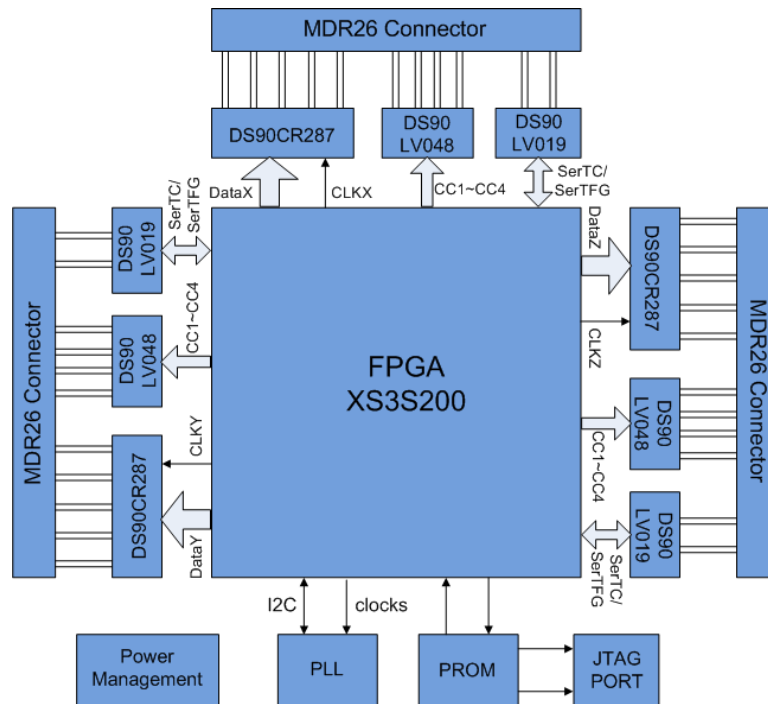 MDR26 Connector
DS90CR287
DS90
LV048
DS90
LV019
DataX
CLKX
CC1~CC4
SerTC/
SerTFG
MDR26 Connector
DS90
LV019
SerTC/
SerTFG
DS90
LV048
CC1~CC4
DS90CR287
CLKY
DataY
FPGA
XS3S200
DataZ
DS90CR287
CLKZ
DS90
LV048
CC1~CC4
DS90
LV019
SerTC/
SerTFG
MDR26 Connector
I2C
clocks
Power
Management
PLL
PROM
JTAG
PORT